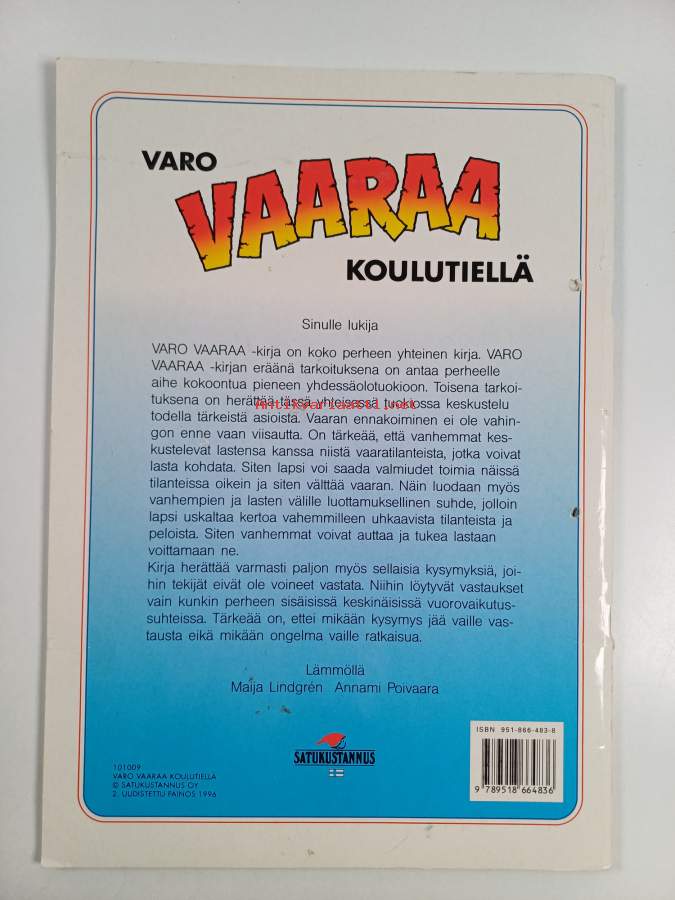 VARO
VAARAA
KOULUTIELLÄ
Sinulle lukija
VARO VAARAA -kirja on koko perheen yhteinen kirja. VARO
VAARAA -kirjan eräänä tarkoituksena on antaa perheelle
aihe kokoontua pieneen yhdessäolotuokioon. Toisena tarkoi-
tuksena on herättää tässä yhteisessä tuokiossa keskustelu
Antikvariaatti.net
todella tärkeistä asioista. Vaaran ennakoiminen ei ole vahin-
gon enne vaan viisautta. On tärkeää, että vanhemmat kes-
kustelevat lastensa kanssa niistä vaaratilanteista, jotka voivat
lasta kohdata. Siten lapsi voi saada valmiudet toimia näissä
tilanteissa oikein ja siten välttää vaaran. Näin luodaan myös
vanhempien ja lasten välille luottamuksellinen suhde, jolloin
lapsi uskaltaa kertoa vahemmilleen uhkaavista tilanteista ja
peloista. Siten vanhemmat voivat auttaa ja tukea lastaan
voittamaan ne.
Kirja herättää varmasti paljon myös sellaisia kysymyksiä, joi-
hin tekijät eivät ole voineet vastata. Niihin löytyvät vastaukset
vain kunkin perheen sisäisissä keskinäisissä vuorovaikutus-
suhteissa. Tärkeää on, ettei mikään kysymys jää vaille vas-
tausta eikä mikään ongelma vaille ratkaisua.
Lämmöllä
Maija Lindgrén Annami Poivaara
ISBN 951-866-483-8
SATUKUSTANNUS
9 789518 664836
101009
VARO VAARAA KOULUTIELLÄ
© SATUKUSTANNUS OY
2. UUDISTETTU PAINOS 1996